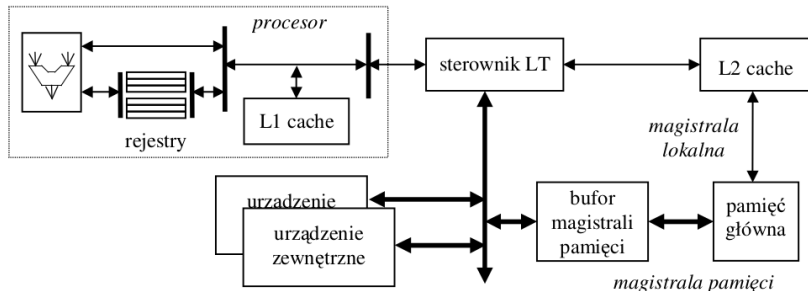 procesor
sterownik LT
L2 cache
L1 cache
rejestry
magistrala
lokalna
urzadzenie
urządzenie
zewnętrzne
bufor
magistrali
pamięci
pamięć
główna
magistrala pamięci